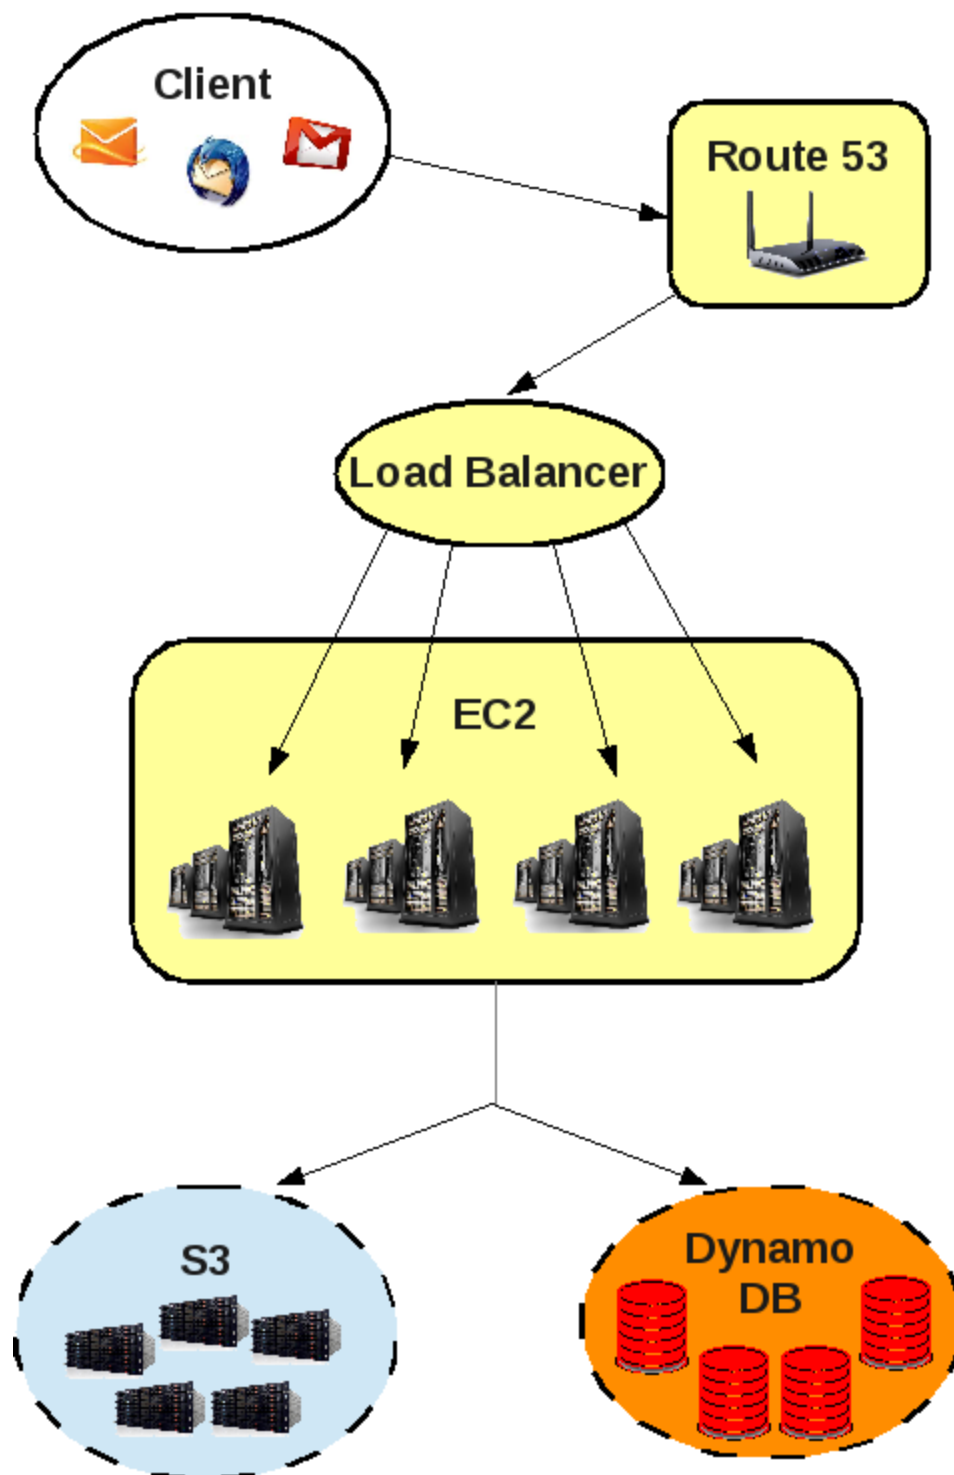 Client
Route 53
Load Balancer
EC2
S3
Dynamo
DB